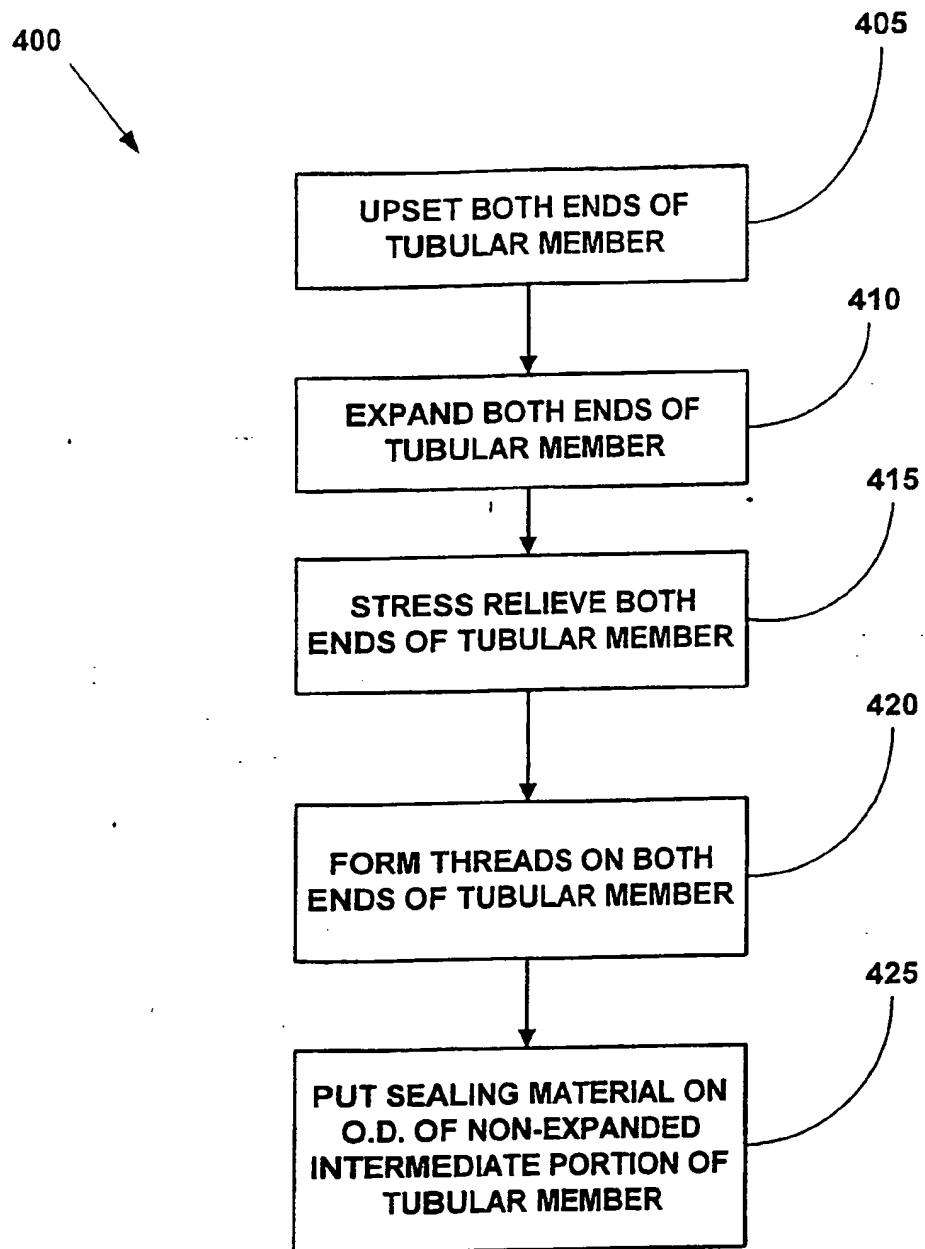 400
405
UPSET BOTH ENDS OF
TUBULAR MEMBER
410
EXPAND BOTH ENDS OF
TUBULAR MEMBER
415
STRESS RELIEVE BOTH
ENDS OF TUBULAR MEMBER
420
FORM THREADS ON BOTH
ENDS OF TUBULAR MEMBER
425
PUT SEALING MATERIAL ON
O.D. OF NON-EXPANDED
INTERMEDIATE PORTION OF
TUBULAR MEMBER